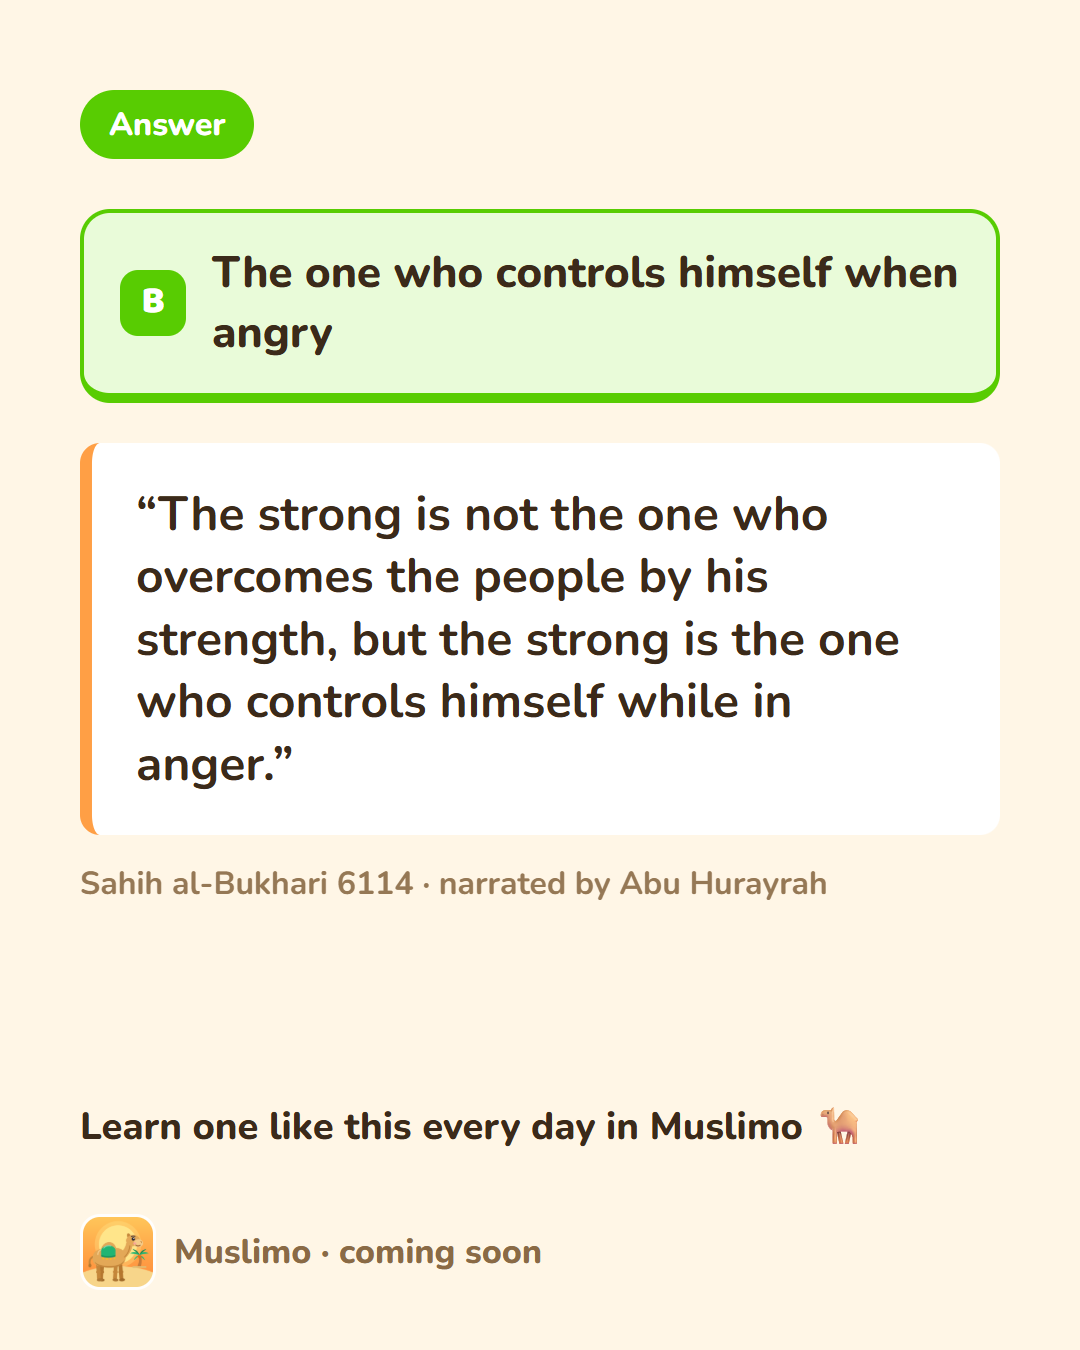 Answer
B
The one who controls himself when
angry
“The strong is not the one who
overcomes the people by his
strength, but the strong is the one
who controls himself while in
anger.”
Sahih al-Bukhari 6114 · narrated by Abu Hurayrah
Learn one like this every day in Muslimo 🐪
Muslimo · coming soon